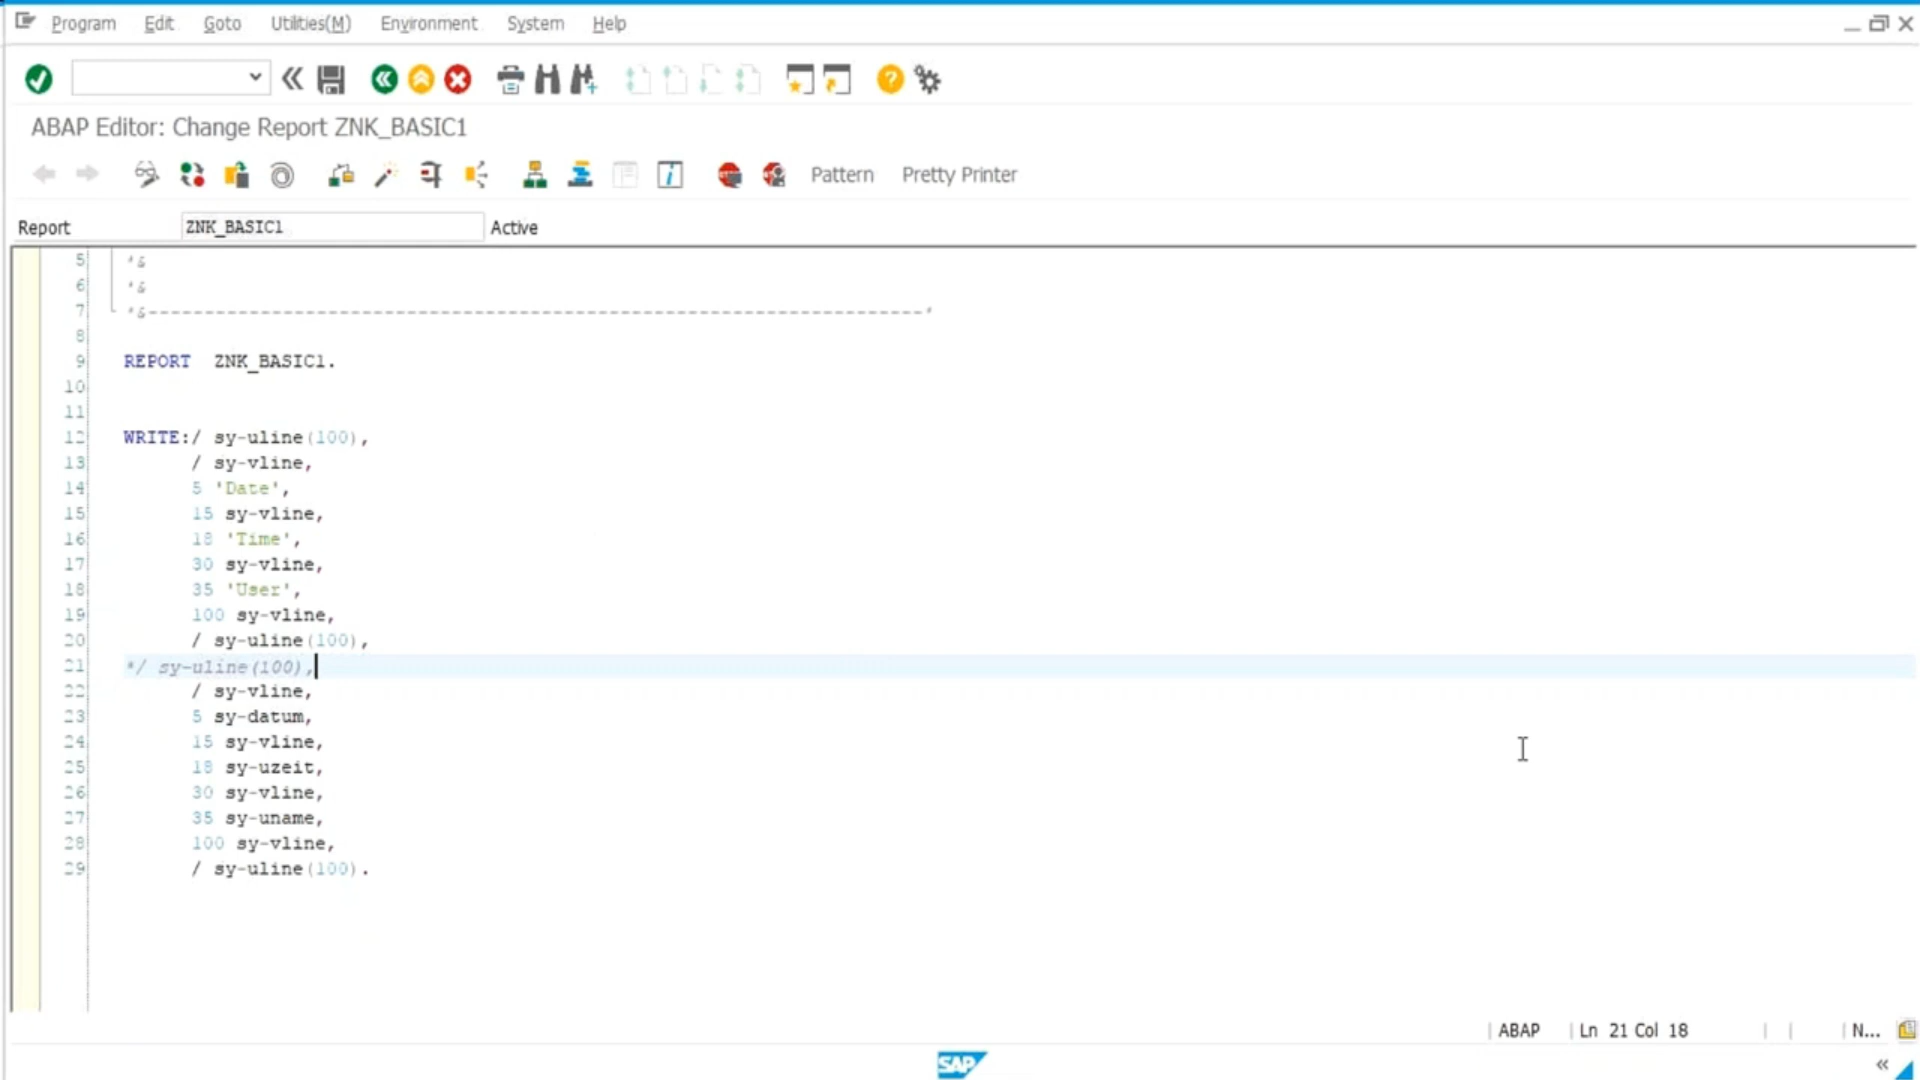 Program Edit Goto Utilities(M) Environment System Help
ABAP Editor: Change Report ZNK_BASIC1
Pattern Pretty Printer
Report ZNK_BASIC1 Active
5 *&
6 *&
7 *&---------------------------------------------------------------------*
8
9 REPORT ZNK_BASIC1.
10
11
12 WRITE:/ sy-uline(100),
13 / sy-vline,
14 5 'Date',
15 15 sy-vline,
16 18 'Time',
17 30 sy-vline,
18 35 'User',
19 100 sy-vline,
20 / sy-uline(100),
21 */ sy-uline(100),
22 / sy-vline,
23 5 sy-datum,
24 15 sy-vline,
25 18 sy-uzeit,
26 30 sy-vline,
27 35 sy-uname,
28 100 sy-vline,
29 / sy-uline(100).
ABAP Ln 21 Col 18 N...
SAP